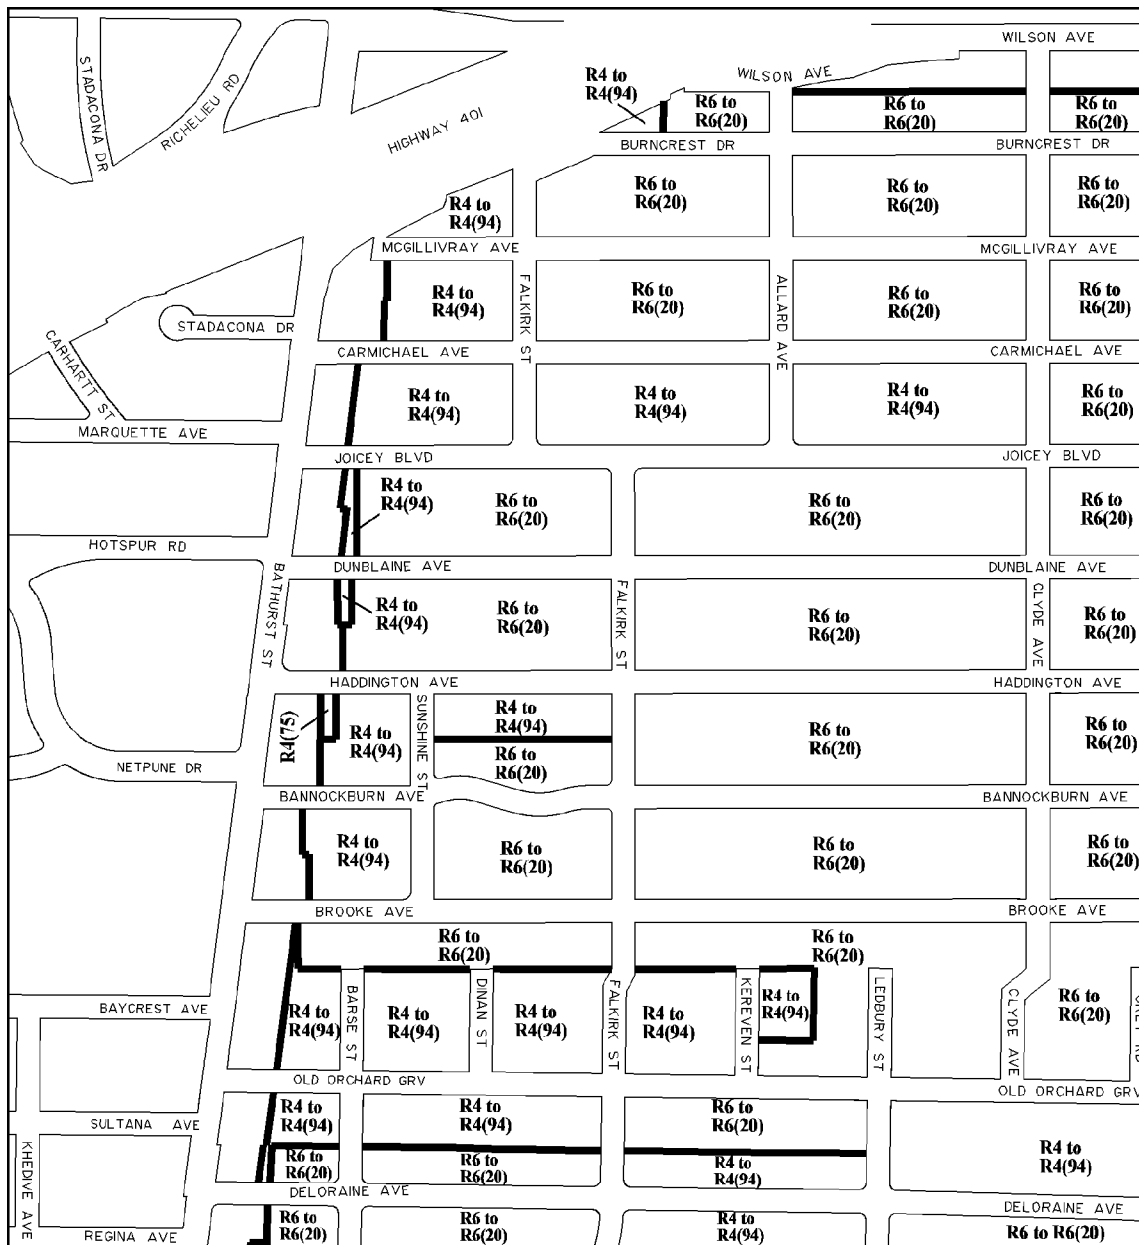 WILSON AVE
WILSON AVE
STADACONA DR
RICHELIEU RD
HIGHWAY 401
R4 to
R4(94)
R6 to
R6(20)
R6 to
R6(20)
R6 to
R6(20)
BURNCREST DR
BURNCREST DR
R4 to
R4(94)
R6 to
R6(20)
R6 to
R6(20)
R6 to
R6(20)
MCGILLIVRAY AVE
MCGILLIVRAY AVE
R4 to
R4(94)
FALKIRK ST
R6 to
R6(20)
ALLARD AVE
R6 to
R6(20)
R6 to
R6(20)
STADACONA DR
CARHARTT ST
CARMICHAEL AVE
CARMICHAEL AVE
R4 to
R4(94)
R4 to
R4(94)
R4 to
R4(94)
R6 to
R6(20)
MARQUETTE AVE
JOICEY BLVD
JOICEY BLVD
R4 to
R4(94)
R6 to
R6(20)
R6 to
R6(20)
R6 to
R6(20)
HOTSPUR RD
DUNBLAINE AVE
DUNBLAINE AVE
BATHURST ST
R4 to
R4(94)
R6 to
R6(20)
FALKIRK ST
R6 to
R6(20)
CLYDE AVE
R6 to
R6(20)
HADDINGTON AVE
HADDINGTON AVE
R4(75)
R4 to
R4(94)
SUNSHINE ST
R4 to
R4(94)
R6 to
R6(20)
R6 to
R6(20)
R6 to
R6(20)
NETPUNE DR
BANNOCKBURN AVE
BANNOCKBURN AVE
R4 to
R4(94)
R6 to
R6(20)
R6 to
R6(20)
R6 to
R6(20)
BROOKE AVE
BROOKE AVE
R6 to
R6(20)
R6 to
R6(20)
BAYCREST AVE
R4 to
R4(94)
BARSE ST
R4 to
R4(94)
DINAN ST
R4 to
R4(94)
FALKIRK ST
R4 to
R4(94)
KEREVEN ST
R4 to
R4(94)
LEDBURY ST
CLYDE AVE
R6 to
R6(20)
OLD ORCHARD GRV
OLD ORCHARD GRV
SULTANA AVE
KHEDIVE AVE
R4 to
R4(94)
R4 to
R4(94)
R6 to
R6(20)
R4 to
R4(94)
R6 to
R6(20)
R6 to
R6(20)
R4 to
R4(94)
DELORAINE AVE
DELORAINE AVE
REGINA AVE
R6 to
R6(20)
R6 to
R6(20)
R4 to
R4(94)
R6 to R6(20)